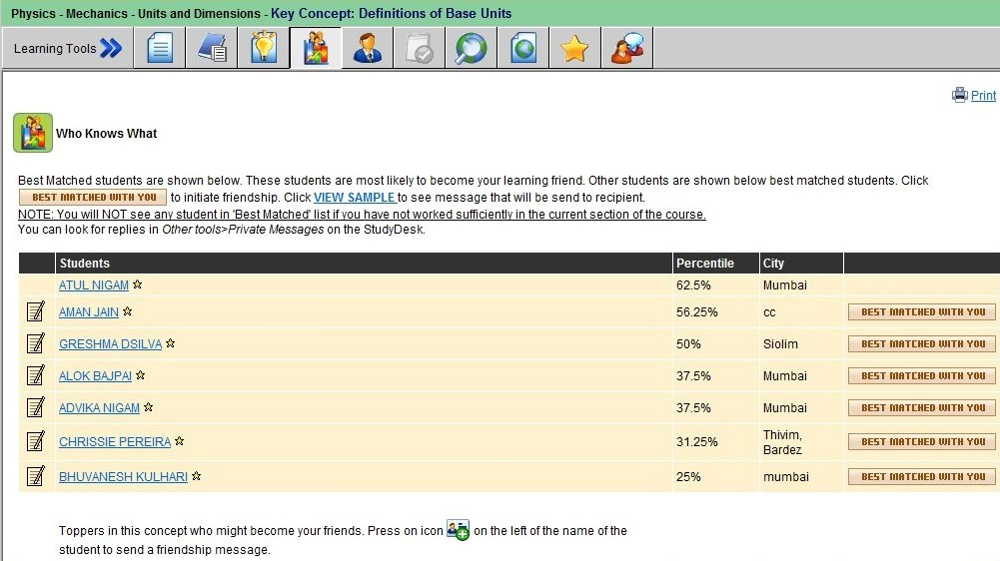 Physics - Mechanics - Units and Dimensions - Key Concept: Definitions of Base Units
Learning Tools
Print
Who Knows What
Best Matched students are shown below. These students are most likely to become your learning friend. Other students are shown below best matched students. Click
BEST MATCHED WITH YOU to initiate friendship. Click VIEW SAMPLE to see message that will be send to recipient.
NOTE: You will NOT see any student in 'Best Matched' list if you have not worked sufficiently in the current section of the course.
You can look for replies in Other tools>Private Messages on the StudyDesk.
Students Percentile City
ATUL NIGAM 62.5% Mumbai
AMAN JAIN 56.25% cc BEST MATCHED WITH YOU
GRESHMA DSILVA 50% Siolim BEST MATCHED WITH YOU
ALOK BAJPAI 37.5% Mumbai BEST MATCHED WITH YOU
ADVIKA NIGAM 37.5% Mumbai BEST MATCHED WITH YOU
CHRISSIE PEREIRA 31.25% Thivim,
Bardez BEST MATCHED WITH YOU
BHUVANESH KULHARI 25% mumbai BEST MATCHED WITH YOU
Toppers in this concept who might become your friends. Press on icon on the left of the name of the
student to send a friendship message.